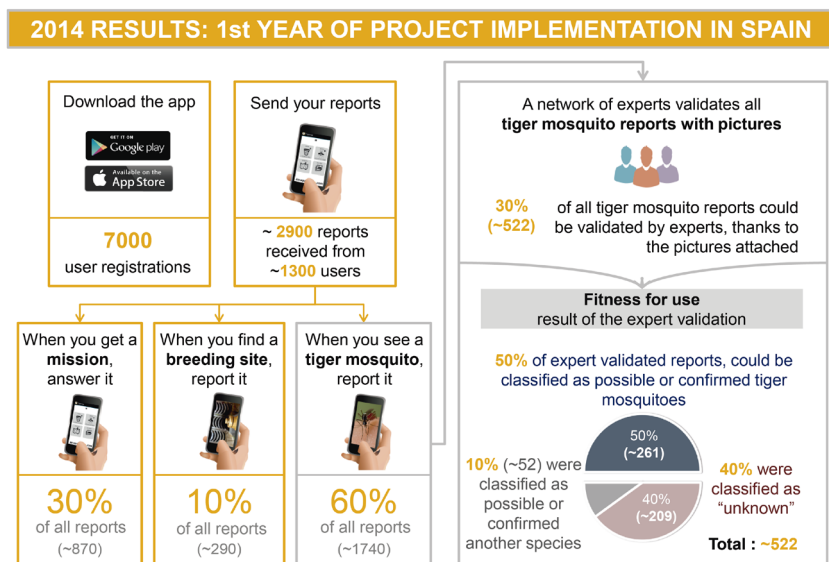 2014 RESULTS: 1st YEAR OF PROJECT IMPLEMENTATION IN SPAIN
Download the app
GET IT ON
Google play
Available on the
App Store
7000
user registrations
Send your reports
~ 2900 reports
received from
~1300 users
When you get a
mission,
answer it
30%
of all reports
(~870)
When you find a
breeding site,
report it
10%
of all reports
(~290)
When you see a
tiger mosquito,
report it
60%
of all reports
(~1740)
A network of experts validates all
tiger mosquito reports with pictures
30%
(~522)
of all tiger mosquito reports could
be validated by experts, thanks to
the pictures attached
Fitness for use
result of the expert validation
50% of expert validated reports, could be
classified as possible or confirmed tiger
mosquitoes
50%
(~261)
10% (~52) were
classified as
possible or
confirmed
another species
40%
(~209)
40% were
classified as
“unknown”
Total : ~522